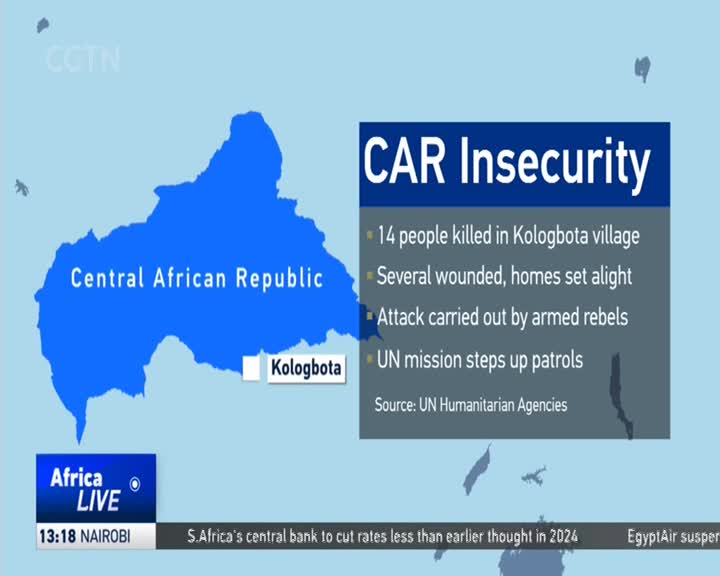 CGTN
CAR Insecurity
14 people killed in Kologbota village
Several wounded, homes set alight
Attack carried out by armed rebels
UN mission steps up patrols
Source: UN Humanitarian Agencies
Central African Republic
Kologbota
Africa
LIVE
13:18 NAIROBI
S.Africa's central bank to cut rates less than earlier thought in 2024
EgyptAir susper